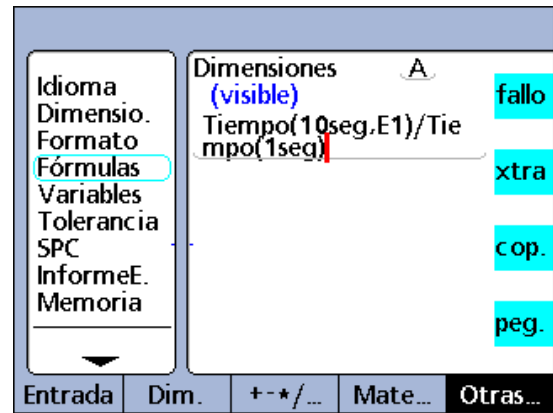 Idioma
Dimensio.
Formato
Fórmulas
Variables
Tolerancia
SPC
InformeE.
Memoria
Dimensiones A
(visible)
Tiempo(10seg,E1)/Tie
mpo(1seg)
fallo
xtra
cop.
peg.
Entrada Dim. +-*/... Mate... Otras...